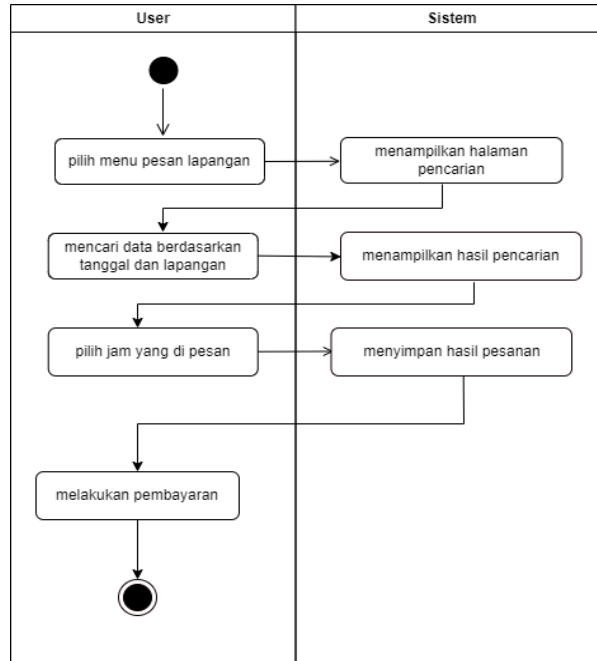 User
Sistem
pilih menu pesan lapangan
menampilkan halaman
pencarian
mencari data berdasarkan
tanggal dan lapangan
menampilkan hasil pencarian
pilih jam yang di pesan
menyimpan hasil pesanan
melakukan pembayaran